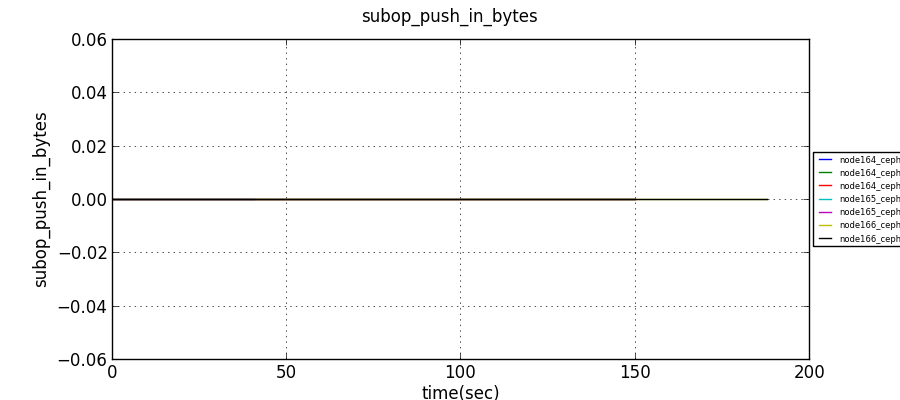 subop_push_in_bytes
0.06
0.04
0.02
0.00
−0.02
−0.04
−0.06
subop_push_in_bytes
0 50 100 150 200
time(sec)
node164_ceph
node164_ceph
node164_ceph
node165_ceph
node165_ceph
node166_ceph
node166_ceph